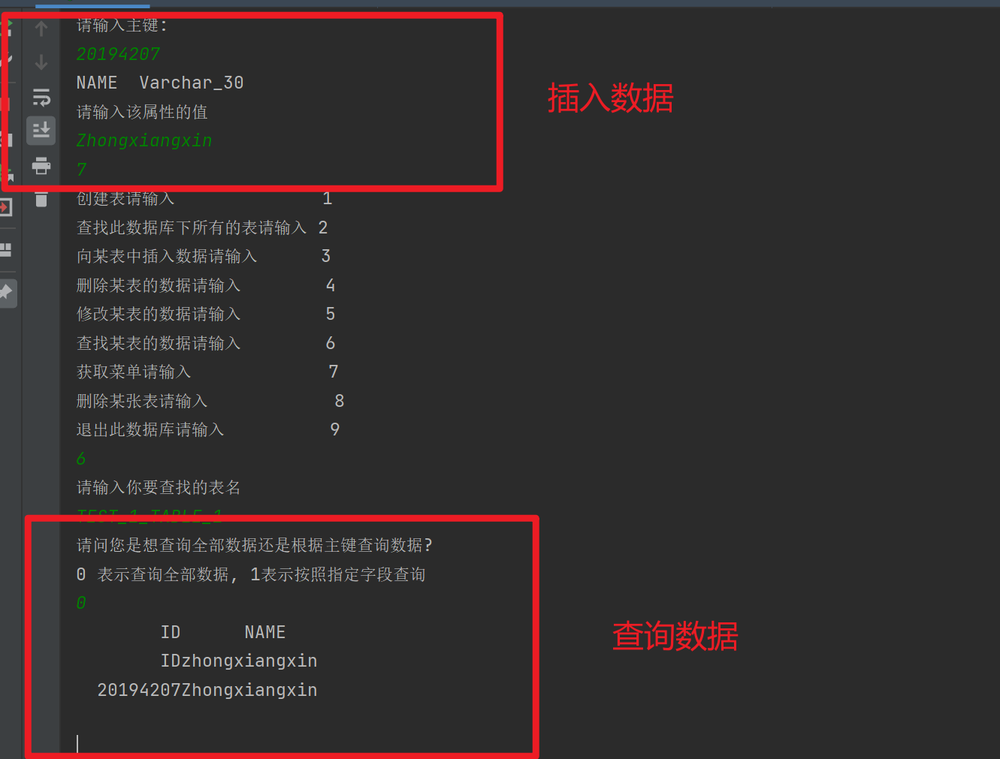 请输入主键:
20194207
NAME  Varchar_30
请输入该属性的值
Zhongxiangxin
7
插入数据
创建表请输入 1
查找此数据库下所有的表请输入 2
向某表中插入数据请输入 3
删除某表的数据请输入 4
修改某表的数据请输入 5
查找某表的数据请输入 6
获取菜单请输入 7
删除某张表请输入 8
退出此数据库请输入 9
6
请输入你要查找的表名
TEST_1_TABLE_1
请问您是想查询全部数据还是根据主键查询数据?
0 表示查询全部数据, 1表示按照指定字段查询
0
ID NAME
IDzhongxiangxin
20194207Zhongxiangxin
查询数据